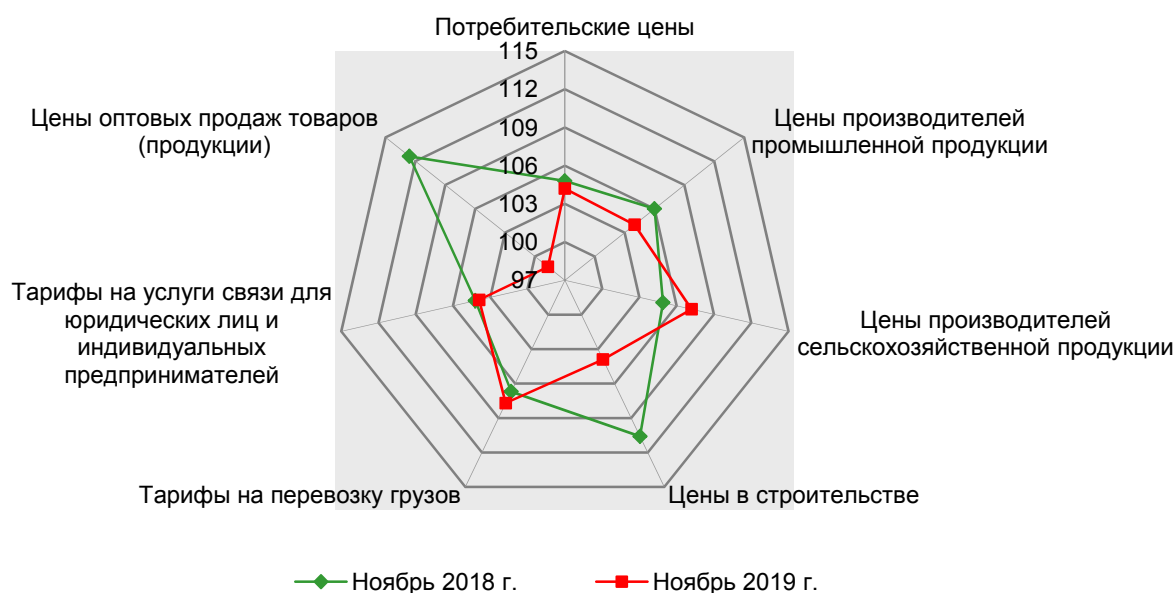 Потребительские цены
115
112
109
106
103
100
97
Цены производителей
промышленной продукции
Цены производителей
сельскохозяйственной продукции
Цены в строительстве
Тарифы на перевозку грузов
Тарифы на услуги связи для
юридических лиц и
индивидуальных
предпринимателей
Цены оптовых продаж товаров
(продукции)
Ноябрь 2018 г.
Ноябрь 2019 г.